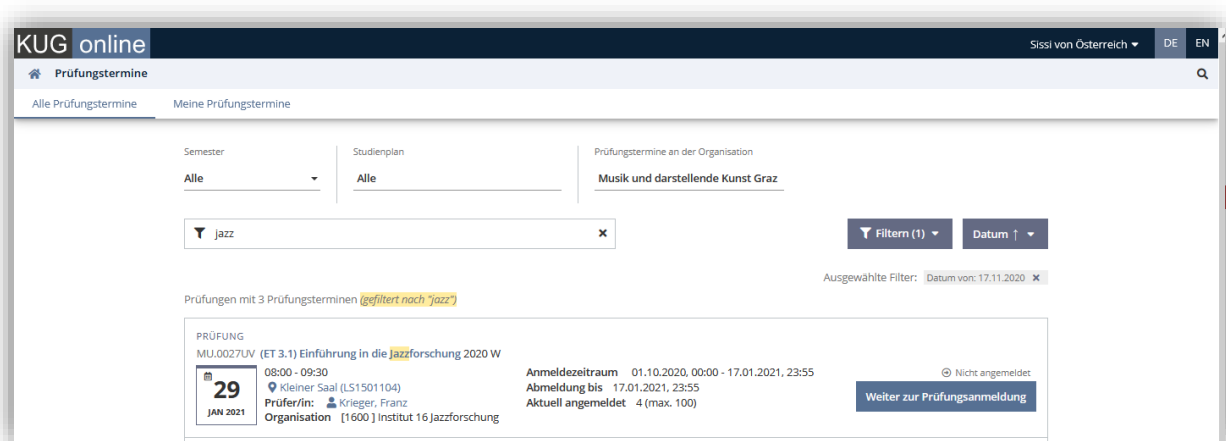 KUG online
Sissi von Österreich
DE EN
Prüfungstermine
Alle Prüfungstermine Meine Prüfungstermine
Semester Studienplan Prüfungstermine an der Organisation
Alle Alle Musik und darstellende Kunst Graz
jazz
Filtern (1) Datum ↑
Ausgewählte Filter: Datum von: 17.11.2020
Prüfungen mit 3 Prüfungsterminen (gefiltert nach "jazz")
PRÜFUNG
MU.0027UV (ET 3.1) Einführung in die Jazzforschung 2020 W
29
JAN 2021
08:00 - 09:30
Kleiner Saal (LS1501104)
Prüfer/in: Krieger, Franz
Organisation [1600 ] Institut 16 Jazzforschung
Anmeldezeitraum 01.10.2020, 00:00 - 17.01.2021, 23:55
Abmeldung bis 17.01.2021, 23:55
Aktuell angemeldet 4 (max. 100)
Nicht angemeldet
Weiter zur Prüfungsanmeldung